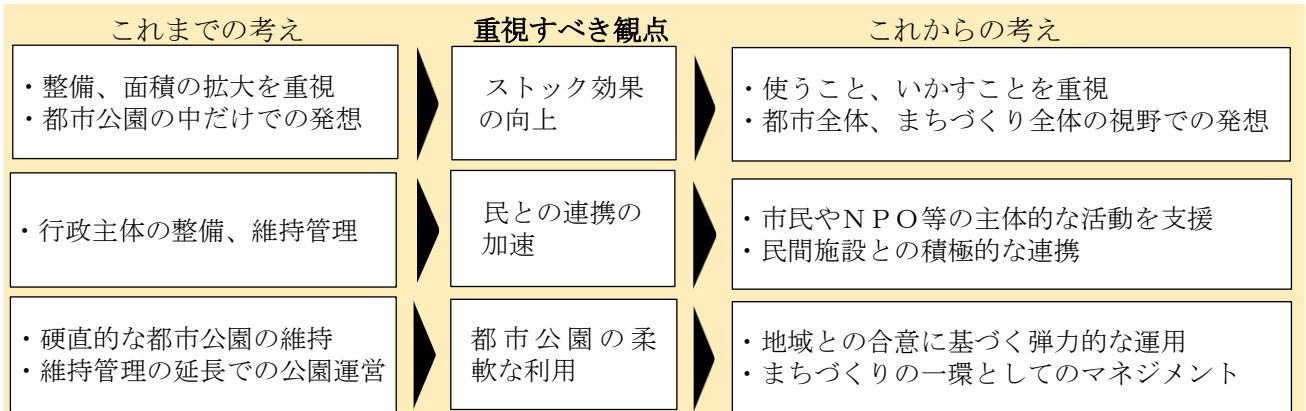 これまでの考え
重視すべき観点
これからの考え
・整備、面積の拡大を重視
・都市公園の中だけでの発想
ストック効果
の向上
・使うこと、いかすことを重視
・都市全体、まちづくり全体の視野での発想
・行政主体の整備、維持管理
民との連携の
加速
・市民やＮＰＯ等の主体的な活動を支援
・民間施設との積極的な連携
・硬直的な都市公園の維持
・維持管理の延長での公園運営
都市公園の柔
軟な利用
・地域との合意に基づく弾力的な運用
・まちづくりの一環としてのマネジメント